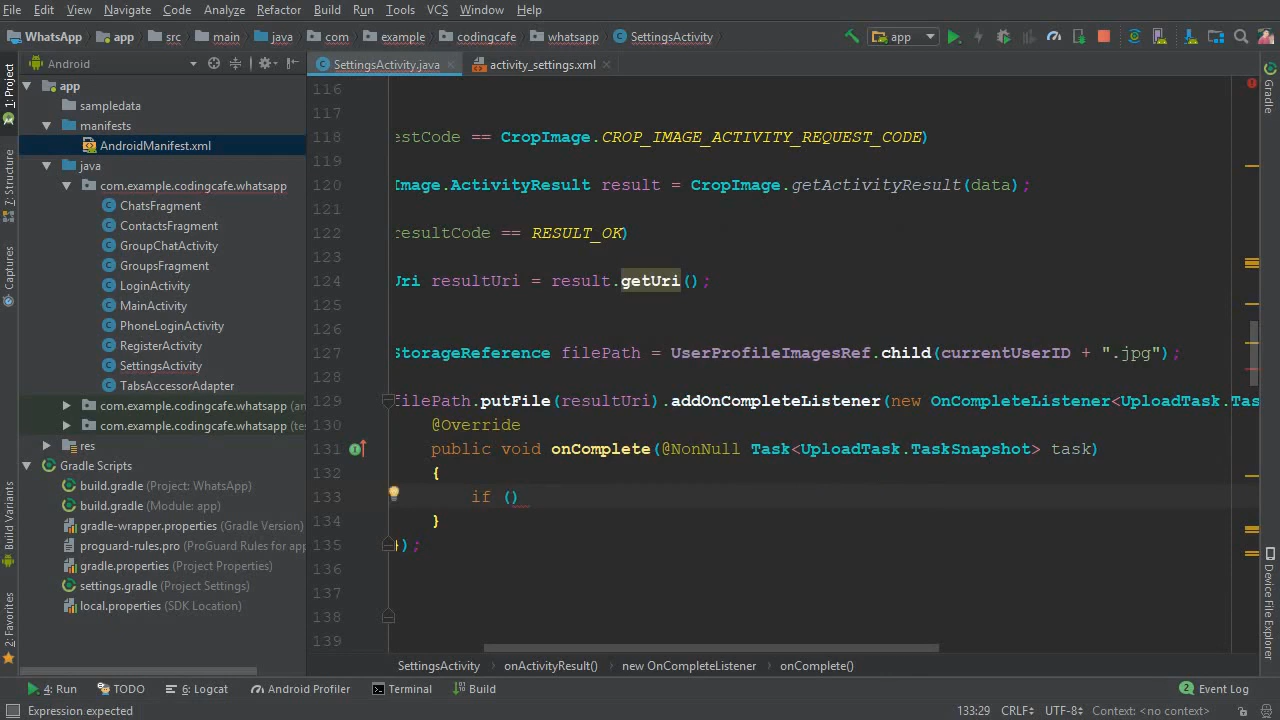 File Edit View Navigate Code Analyze Refactor Build Run Tools VCS Window Help
WhatsApp app src main java com example codingcafe whatsapp SettingsActivity app
Android
SettingsActivity.java
activity_settings.xml
1: Project
7: Structure
Captures
Build Variants
2: Favorites
app
sampledata
manifests
AndroidManifest.xml
java
com.example.codingcafe.whatsapp
ChatsFragment
ContactsFragment
GroupChatActivity
GroupsFragment
LoginActivity
MainActivity
PhoneLoginActivity
RegisterActivity
SettingsActivity
TabsAccessorAdapter
com.example.codingcafe.whatsapp (an
com.example.codingcafe.whatsapp (te
res
Gradle Scripts
build.gradle (Project: WhatsApp)
build.gradle (Module: app)
gradle-wrapper.properties (Gradle Version)
proguard-rules.pro (ProGuard Rules for app
gradle.properties (Project Properties)
settings.gradle (Project Settings)
local.properties (SDK Location)
116
117
118 estCode == CropImage.CROP_IMAGE_ACTIVITY_REQUEST_CODE)
119
120 Image.ActivityResult result = CropImage.getActivityResult(data);
121
122 resultCode == RESULT_OK)
123
124 Uri resultUri = result.getUri();
125
126
127 StorageReference filePath = UserProfileImagesRef.child(currentUserID + ".jpg");
128
129 filePath.putFile(resultUri).addOnCompleteListener(new OnCompleteListener<UploadTask.Tas
130 @Override
131 public void onComplete(@NonNull Task<UploadTask.TaskSnapshot> task)
132 {
133 if ()
134 }
135 });
136
137
138
139
Gradle
Device File Explorer
SettingsActivity onActivityResult() new OnCompleteListener onComplete()
4: Run TODO 6: Logcat Android Profiler Terminal Build 2 Event Log
Expression expected 133:29 CRLF UTF-8 Context: <no context>